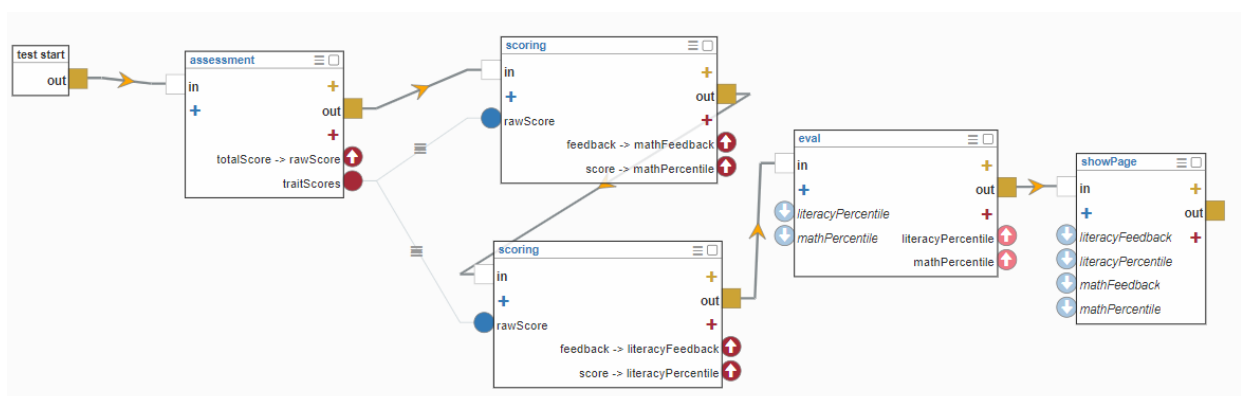 test start
out
assessment
in
out
totalScore -> rawScore
traitScores
scoring
in
out
rawScore
feedback -> mathFeedback
score -> mathPercentile
scoring
in
out
rawScore
feedback -> literacyFeedback
score -> literacyPercentile
eval
in
out
literacyPercentile
mathPercentile
literacyPercentile
mathPercentile
showPage
in
out
literacyFeedback
literacyPercentile
mathFeedback
mathPercentile